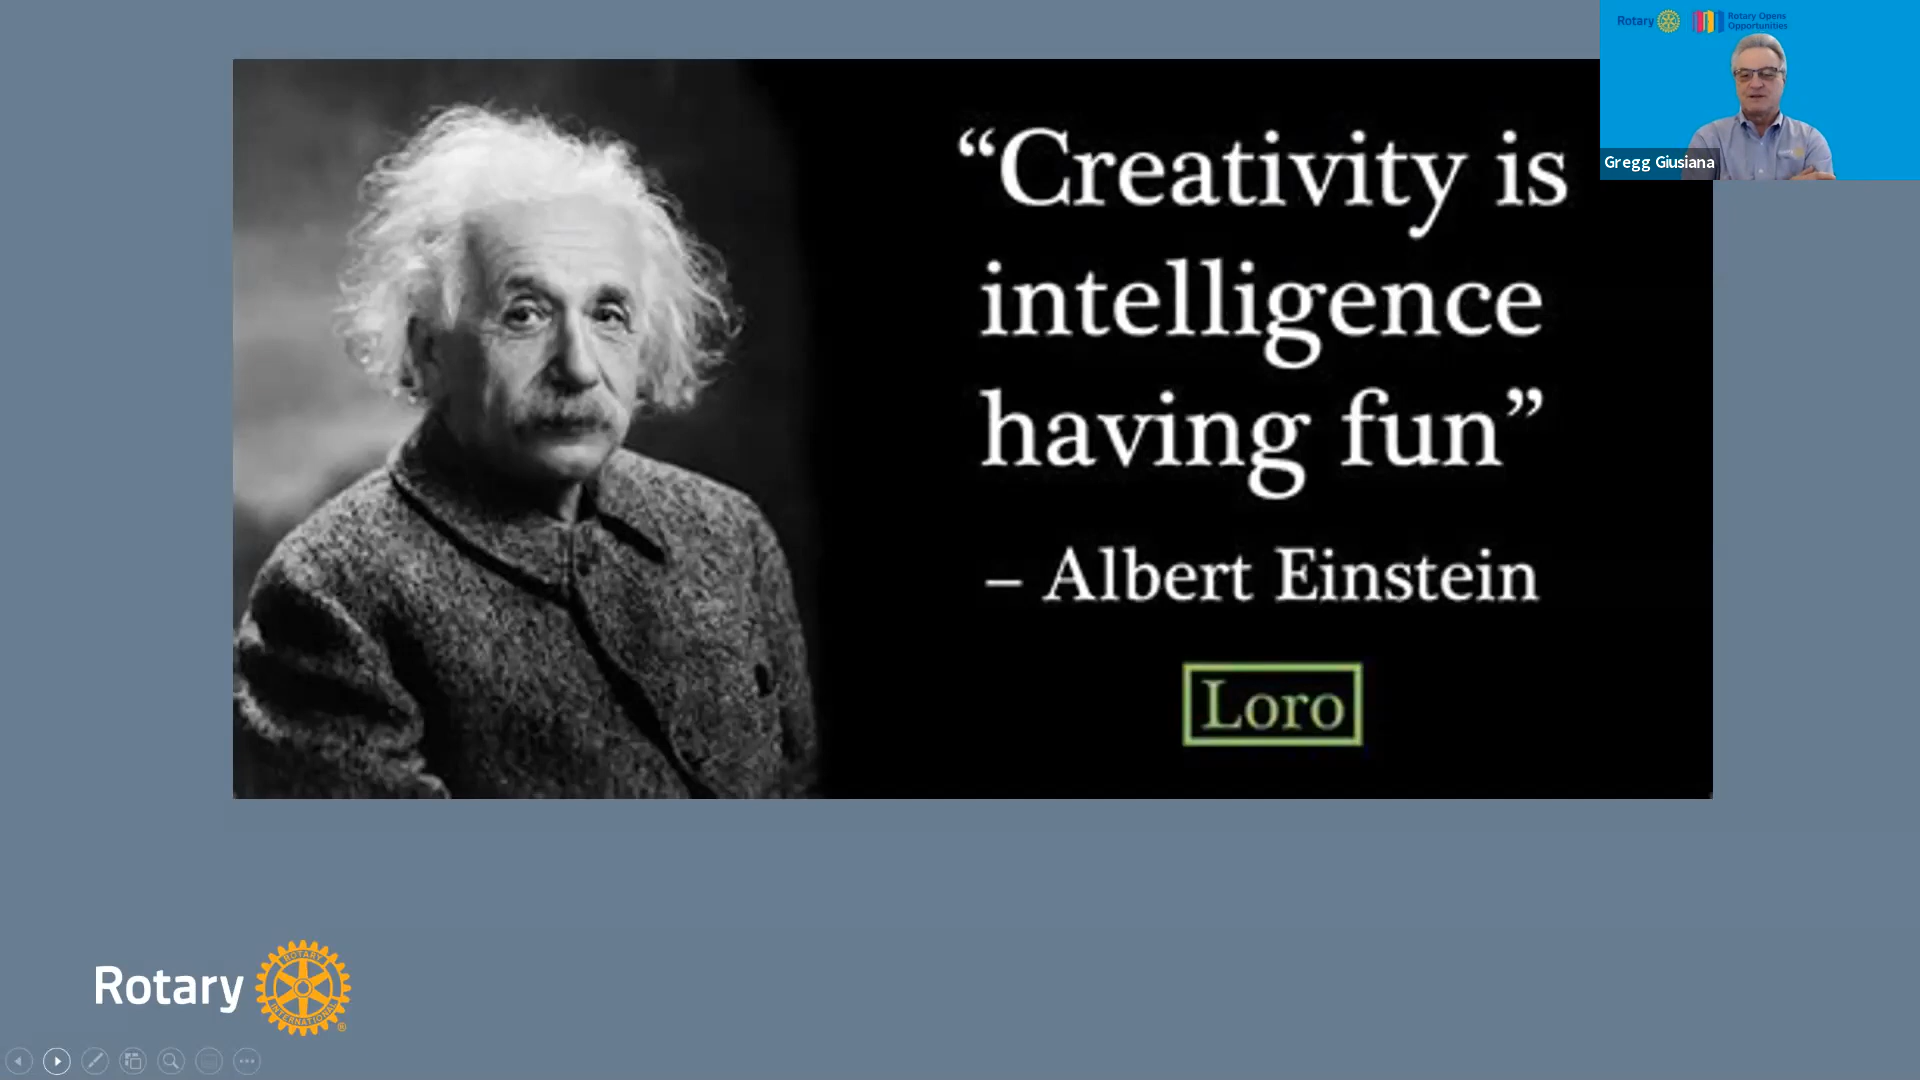 Rotary
Rotary Opens
Opportunities
Gregg Giusiana
“Creativity is
intelligence
having fun”
– Albert Einstein
Loro
Rotary
ROTARY
INTERNATIONAL
®